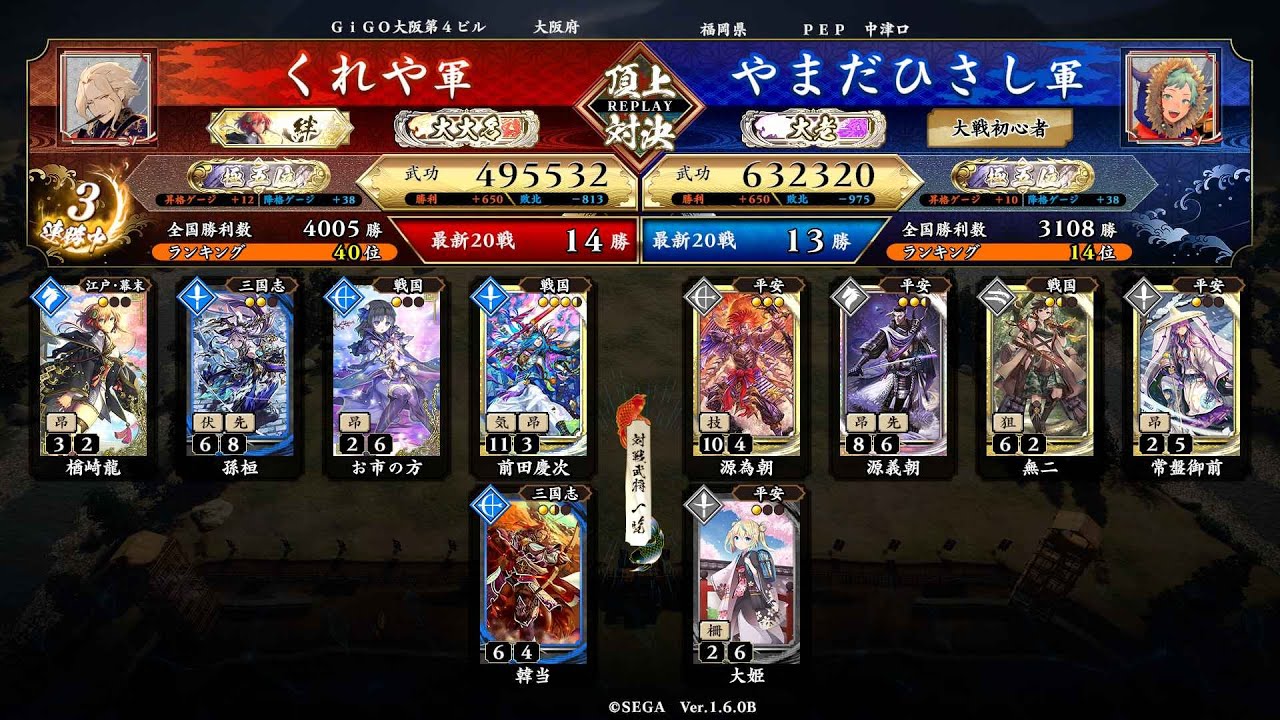 GiGO大阪第4ビル 大阪府
福岡県 PEP 中津口
くれや軍
頂上
REPLAY
対決
やまだひさし軍
絆
大大名
大老
大戦初心者
極王位
武功 495532
勝利 +650 敗北 -813
武功 632320
勝利 +650 敗北 -975
極王位
昇格ゲージ +12 降格ゲージ +38
昇格ゲージ +10 降格ゲージ +38
3
連勝中
全国勝利数 4005勝
ランキング 40位
最新20戦 14勝
最新20戦 13勝
全国勝利数 3108勝
ランキング 14位
江戸・幕末
昂
3 2
楢崎龍
三国志
伏 先
6 8
孫桓
戦国
昂
2 6
お市の方
戦国
気 昂
11 3
前田慶次
平安
技
10 4
源為朝
平安
昂 先
8 6
源義朝
戦国
狙
6 2
無二
平安
昂
2 5
常盤御前
対戦武将一覧
三国志
6 4
韓当
平安
柵
2 6
大姫
©SEGA Ver.1.6.0B